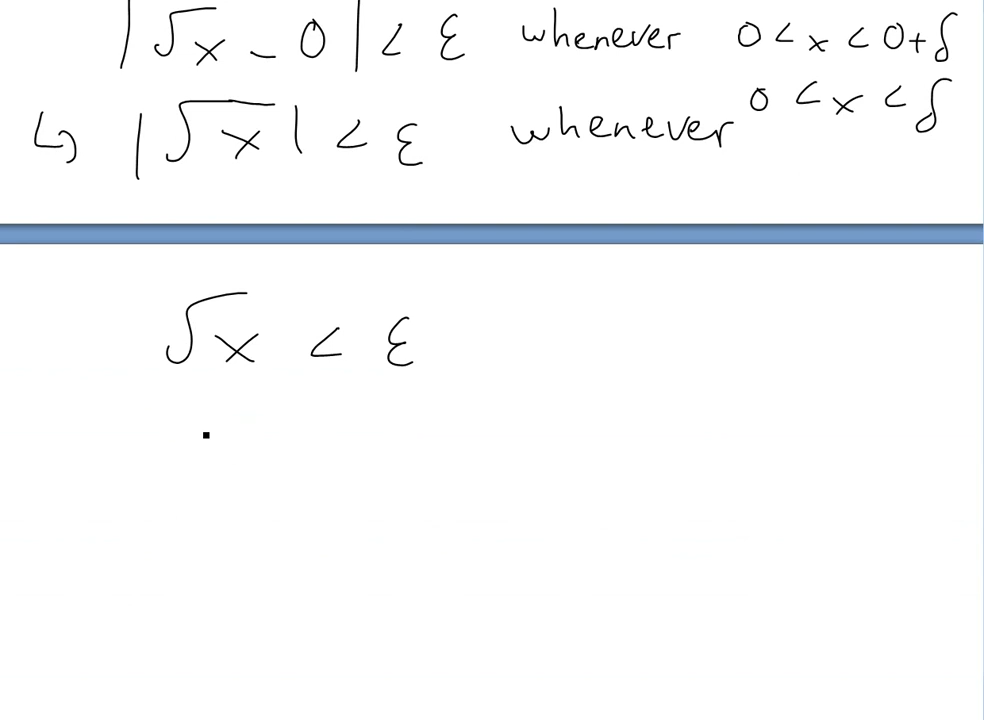 |√x - 0| < ε whenever 0 < x < 0 + δ
↳ |√x| < ε whenever 0 < x < δ
√x < ε